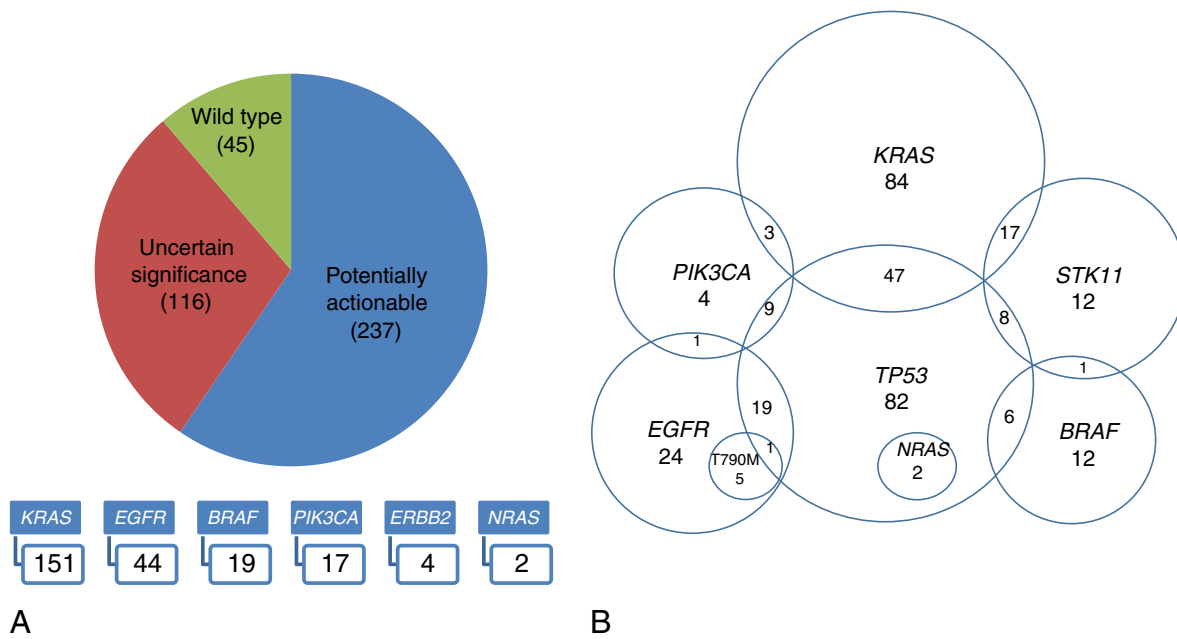 Wild type
(45)
Uncertain
significance
(116)
Potentially
actionable
(237)
KRAS
EGFR
BRAF
PIK3CA
ERBB2
NRAS
151
44
19
17
4
2
A
KRAS
84
3
17
PIK3CA
4
47
STK11
12
9
8
1
1
TP53
82
19
6
EGFR
24
1
T790M
5
NRAS
2
BRAF
12
B